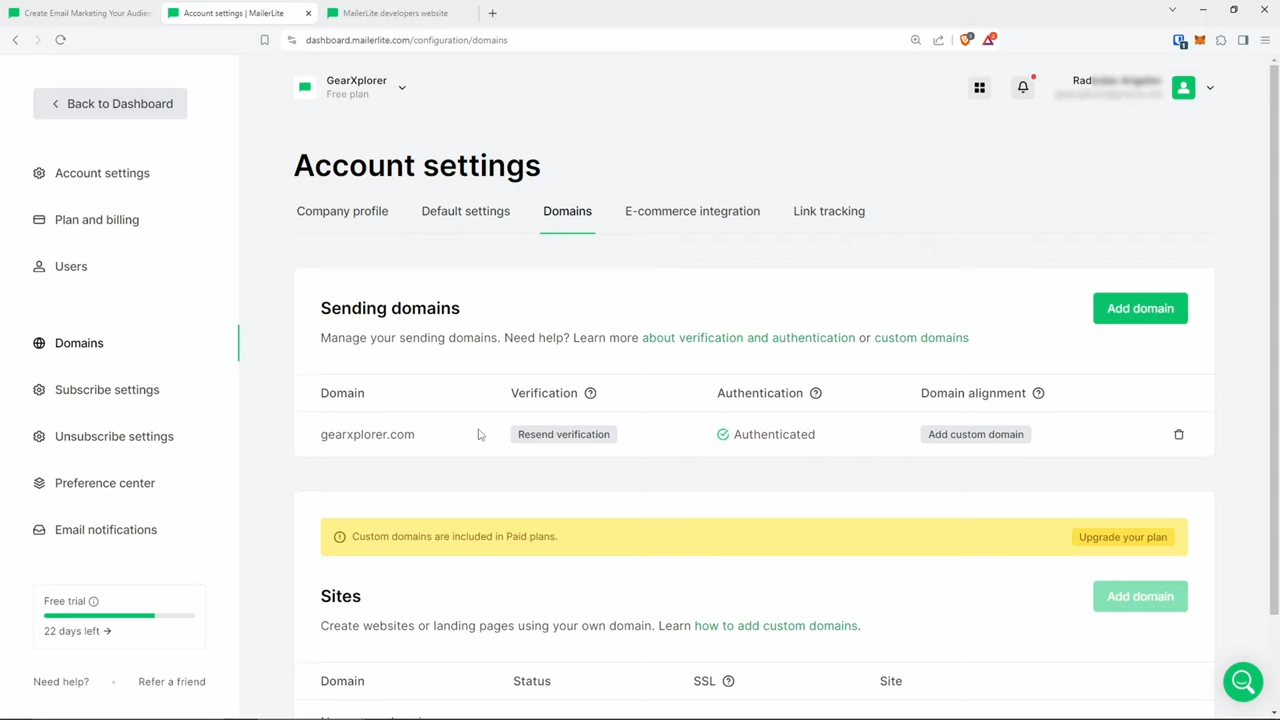 Create Email Marketing Your Audien
Account settings | MailerLite
MailerLite developers website
dashboard.mailerlite.com/configuration/domains
GearXplorer
Free plan
Rad
Back to Dashboard
Account settings
Plan and billing
Users
Domains
Subscribe settings
Unsubscribe settings
Preference center
Email notifications
Free trial
22 days left →
Need help?
Refer a friend
Account settings
Company profile
Default settings
Domains
E-commerce integration
Link tracking
Sending domains
Add domain
Manage your sending domains. Need help? Learn more about verification and authentication or custom domains
Domain
Verification
Authentication
Domain alignment
gearxplorer.com
Resend verification
Authenticated
Add custom domain
Custom domains are included in Paid plans.
Upgrade your plan
Sites
Add domain
Create websites or landing pages using your own domain. Learn how to add custom domains.
Domain
Status
SSL
Site